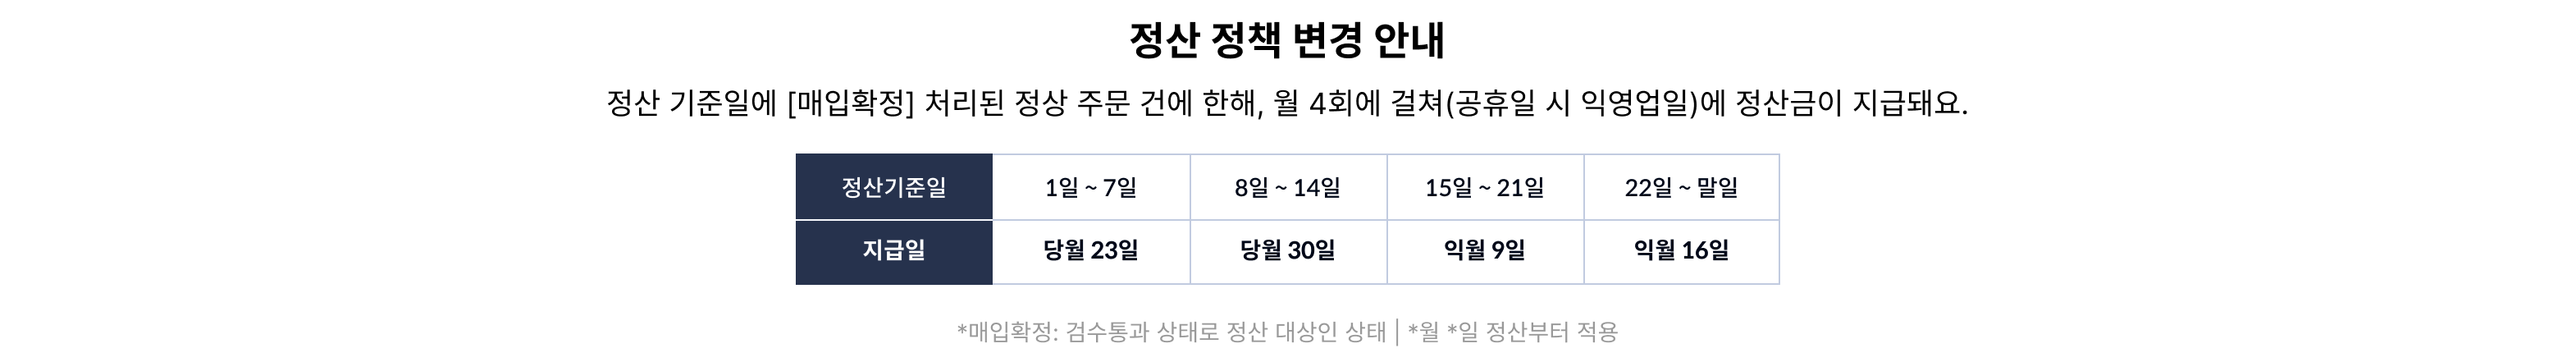 정산 정책 변경 안내
정산 기준일에 [매입확정] 처리된 정상 주문 건에 한해, 월 4회에 걸쳐(공휴일 시 익영업일)에 정산금이 지급돼요.
정산기준일 1일 ~ 7일 8일 ~ 14일 15일 ~ 21일 22일 ~ 말일
지급일 당월 23일 당월 30일 익월 9일 익월 16일
*매입확정: 검수통과 상태로 정산 대상인 상태 | *월 *일 정산부터 적용